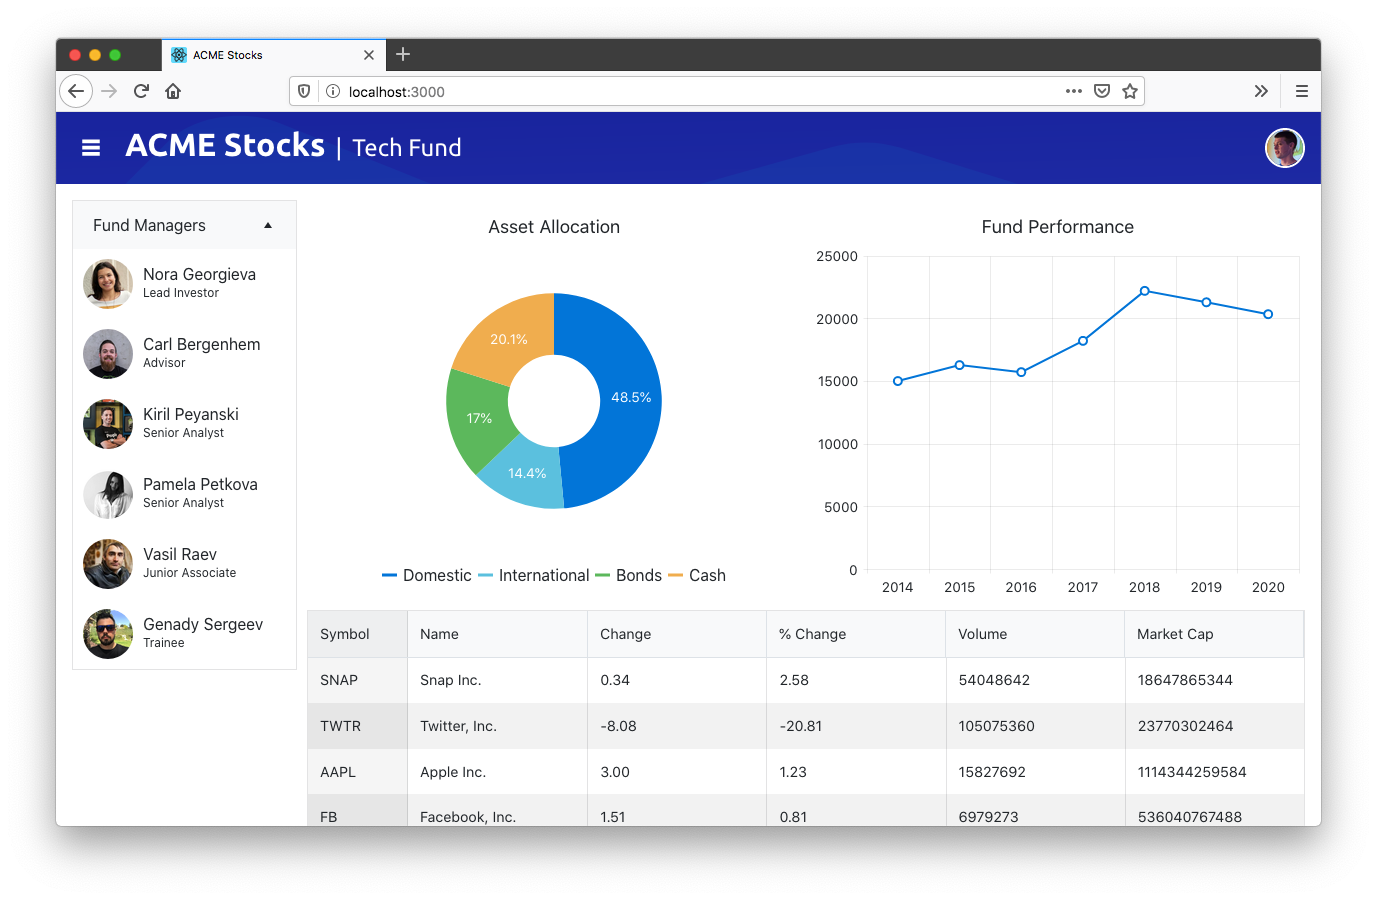 ACME Stocks
localhost:3000
ACME Stocks | Tech Fund
Fund Managers
Nora Georgieva
Lead Investor
Carl Bergenhem
Advisor
Kiril Peyanski
Senior Analyst
Pamela Petkova
Senior Analyst
Vasil Raev
Junior Associate
Genady Sergeev
Trainee
Asset Allocation
20.1%
48.5%
17%
14.4%
Domestic International Bonds Cash
Fund Performance
25000
20000
15000
10000
5000
0
2014 2015 2016 2017 2018 2019 2020
Symbol Name Change % Change Volume Market Cap
SNAP Snap Inc. 0.34 2.58 54048642 18647865344
TWTR Twitter, Inc. -8.08 -20.81 105075360 23770302464
AAPL Apple Inc. 3.00 1.23 15827692 1114344259584
FB Facebook, Inc. 1.51 0.81 6979273 536040767488